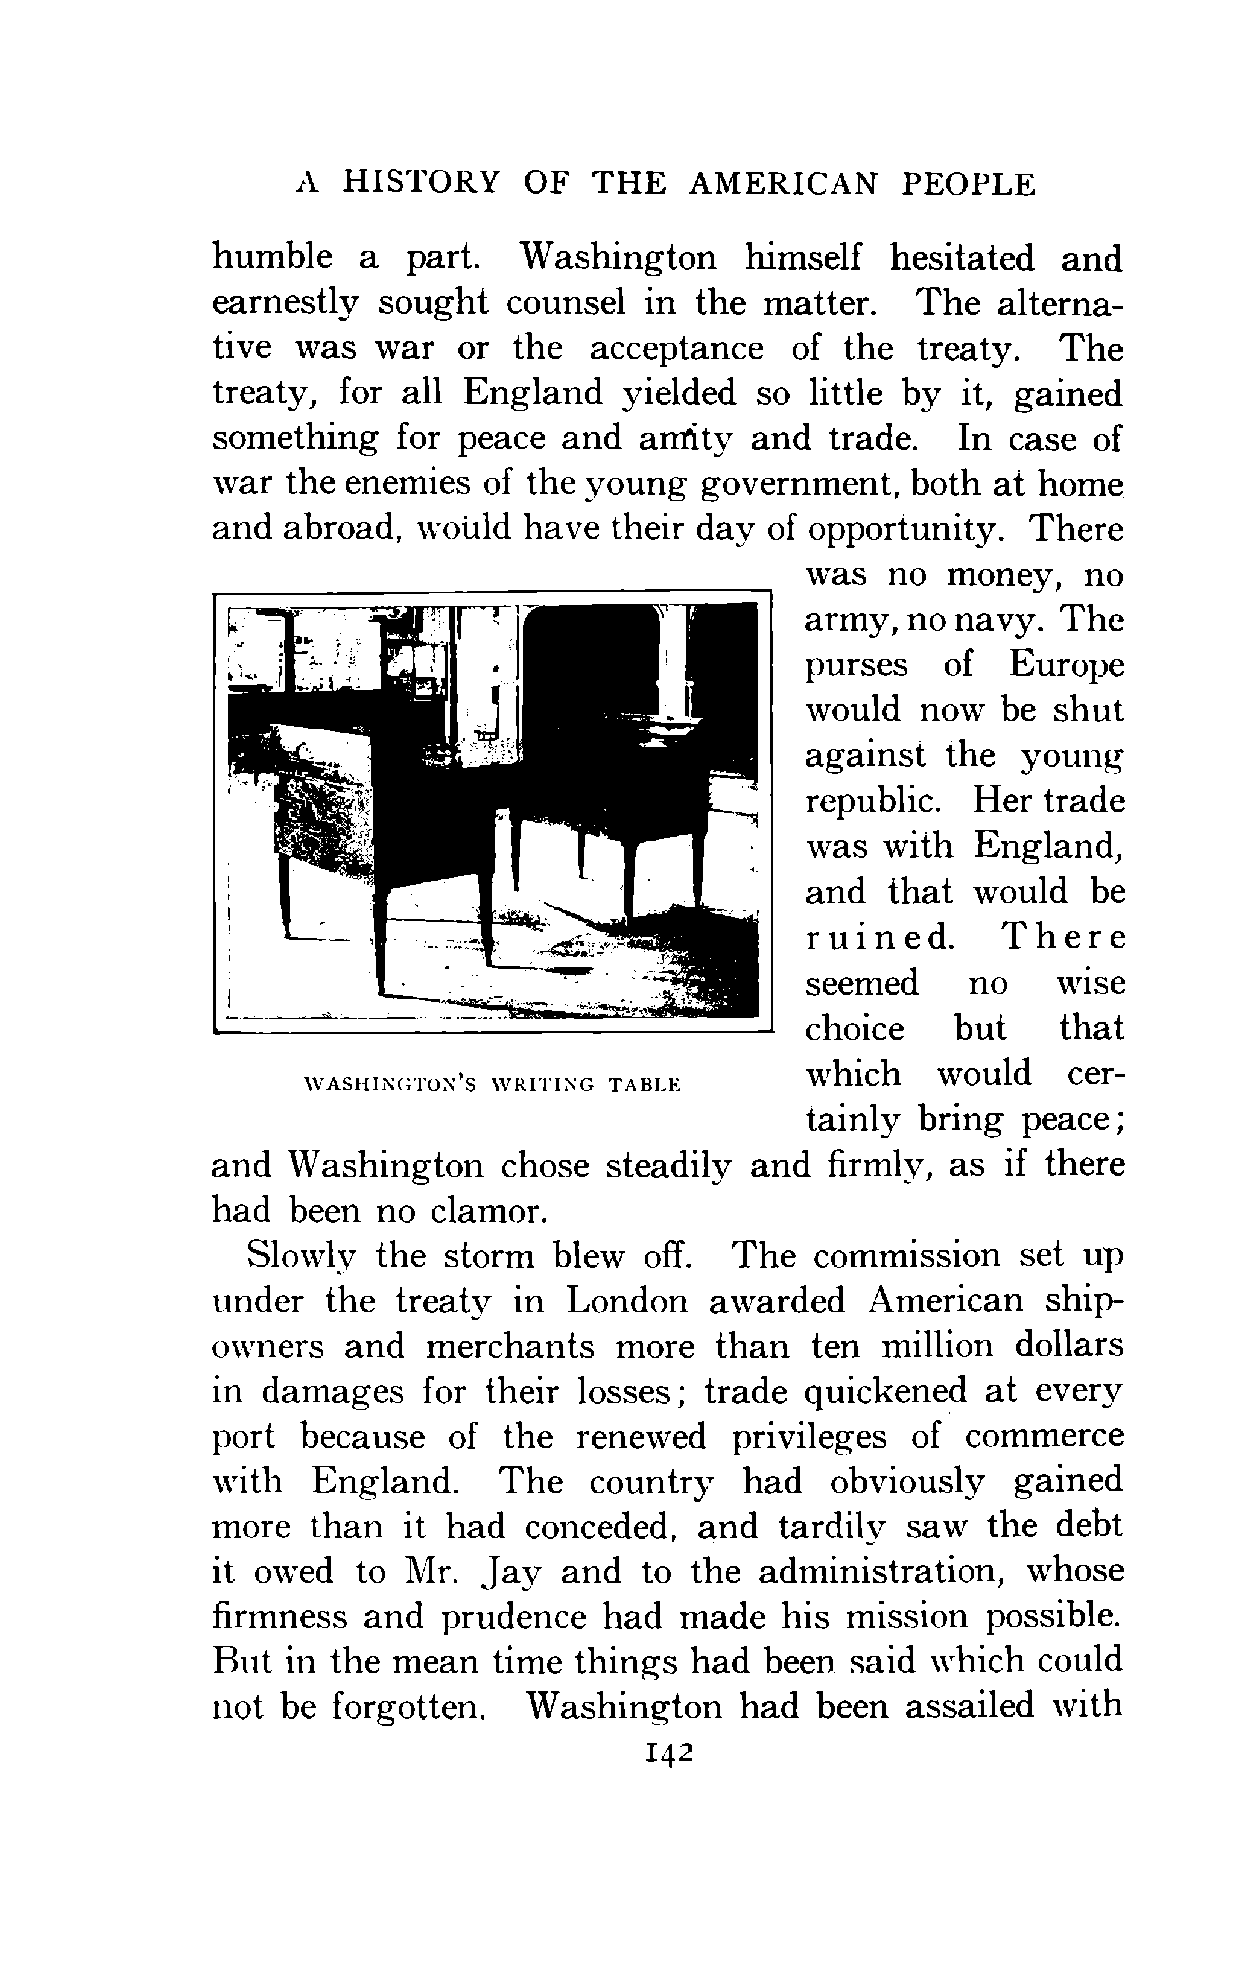 A HISTORY OF THE AMERICAN PEOPLE
humble a part. Washington himself hesitated and
earnestly sought counsel in the matter. The alterna-
tive was war or the acceptance of the treaty. The
treaty, for all England yielded so little by it, gained
something for peace and amity and trade. In case of
war the enemies of the young government, both at home
and abroad, would have their day of opportunity. There
was no money, no
army, no navy. The
purses of Europe
would now be shut
against the young
republic. Her trade
was with England,
and that would be
ruined. There
seemed no wise
choice but that
which would cer-
tainly bring peace;
WASHINGTON'S WRITING TABLE
and Washington chose steadily and firmly, as if there
had been no clamor.
Slowly the storm blew off. The commission set up
under the treaty in London awarded American ship-
owners and merchants more than ten million dollars
in damages for their losses; trade quickened at every
port because of the renewed privileges of commerce
with England. The country had obviously gained
more than it had conceded, and tardily saw the debt
it owed to Mr. Jay and to the administration, whose
firmness and prudence had made his mission possible.
But in the mean time things had been said which could
not be forgotten. Washington had been assailed with
142